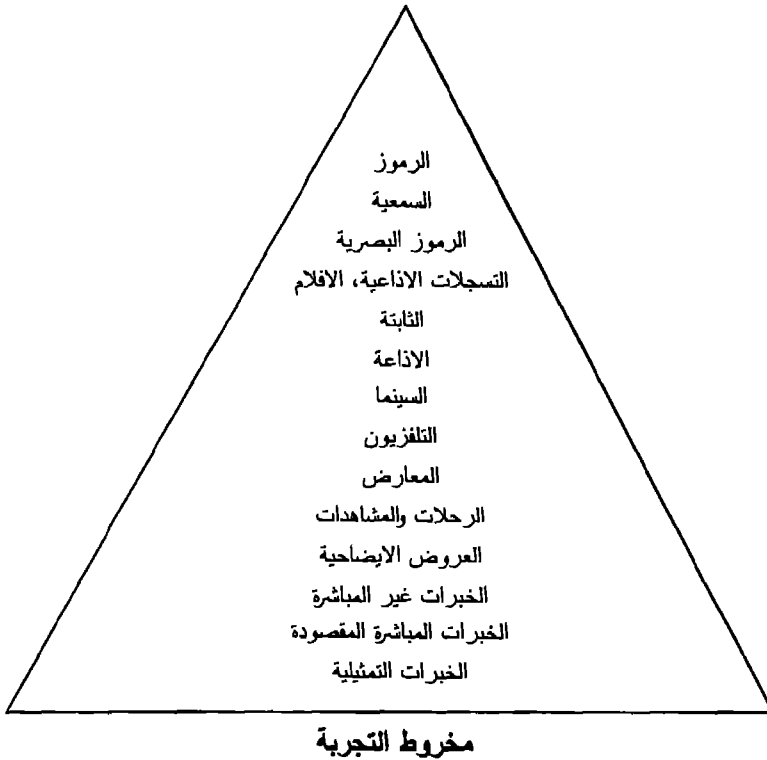 الرموز
السمعية
الرموز البصرية
التسجلات الاذاعية، الافلام
الثابتة
الاذاعة
السينما
التلفزيون
المعارض
الرحلات والمشاهدات
العروض الايضاحية
الخبرات غير المباشرة
الخبرات المباشرة المقصودة
الخبرات التمثيلية
مخروط التجربة